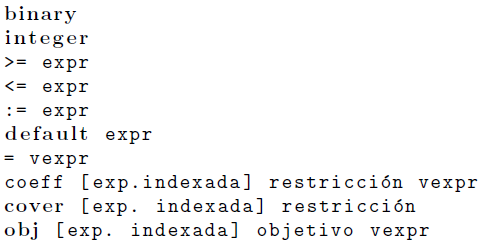 binary
integer
>= expr
<= expr
:= expr
default expr
= vexpr
coeff [exp.indexada] restricción vexpr
cover [exp. indexada] restricción
obj [exp. indexada] objetivo vexpr